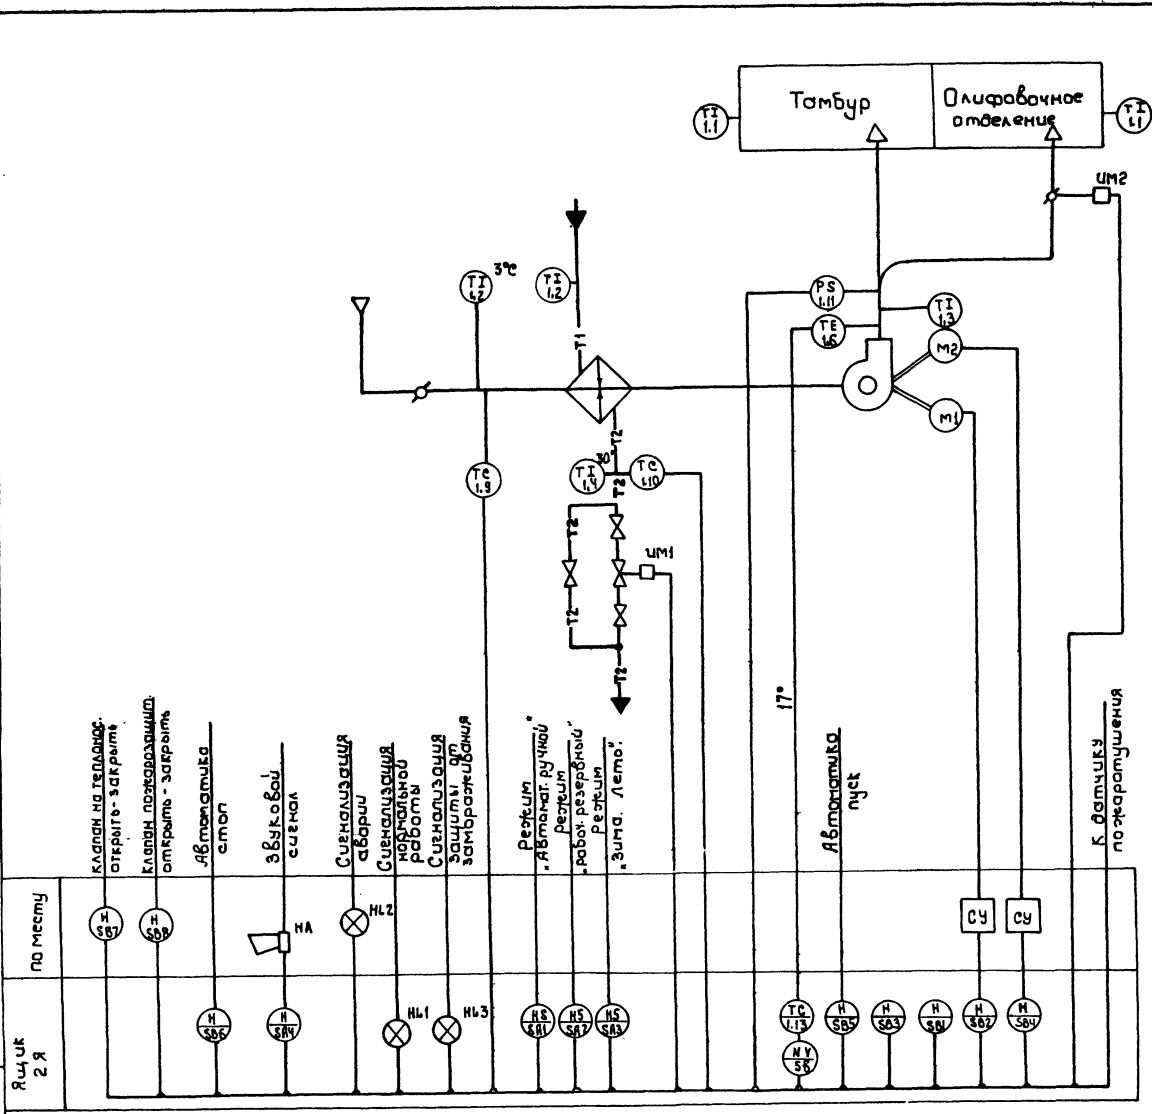 Тамбур
Олифовочное
отделение
TI
1.1
TI
1.1
ИМ2
TI
1.2
3°C
TI
1.2
PS
1.11
TI
1.3
TE
1.6
M2
M1
T1
T2
TC
1.9
30°
TI
1.4
TC
1.10
T2
T2
T2
ИМ1
T2
17°
Клапан на теплонос.
открыть-закрыть
Клапан пожарозащит.
открыть-закрыть
Автоматика
стоп
Звуковой
сигнал
Сигнализация
аварии
Сигнализация
нормальной
работы
Сигнализация
защиты от
замораживания
Режим
"Автомат. ручной"
Режим
"рабоч. резервный"
Режим
"Зима. Лето".
Автоматика
пуск
К датчику
пожаротушения
по месту
H
SB7
H
SB8
HA
HL2
СУ
СУ
Ящик
2Я
H
SB6
H
SA4
HL1
HL3
HS
SA1
HS
SA2
HS
SA3
TC
1.13
NY
S6
H
SB5
H
SB3
H
SB1
H
SB2
H
SB4